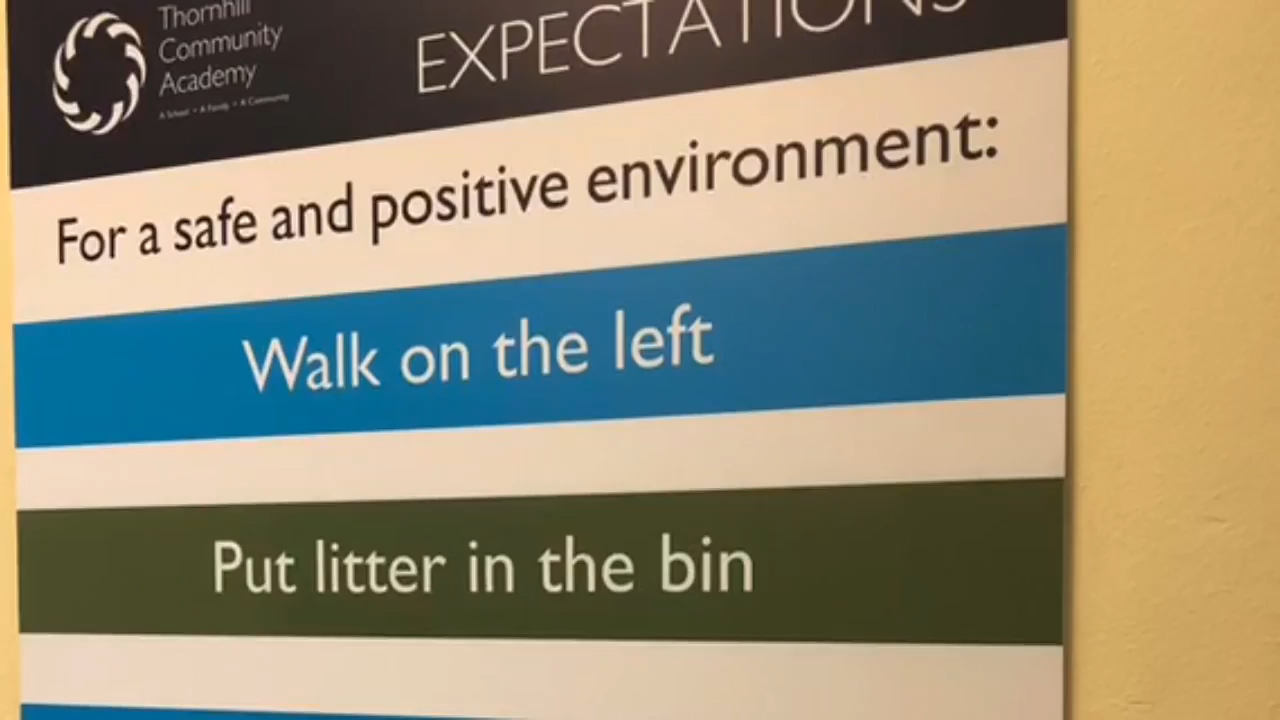 Thornhill
Community
Academy
A School • A Family • A Community
EXPECTATIONS
For a safe and positive environment:
Walk on the left
Put litter in the bin